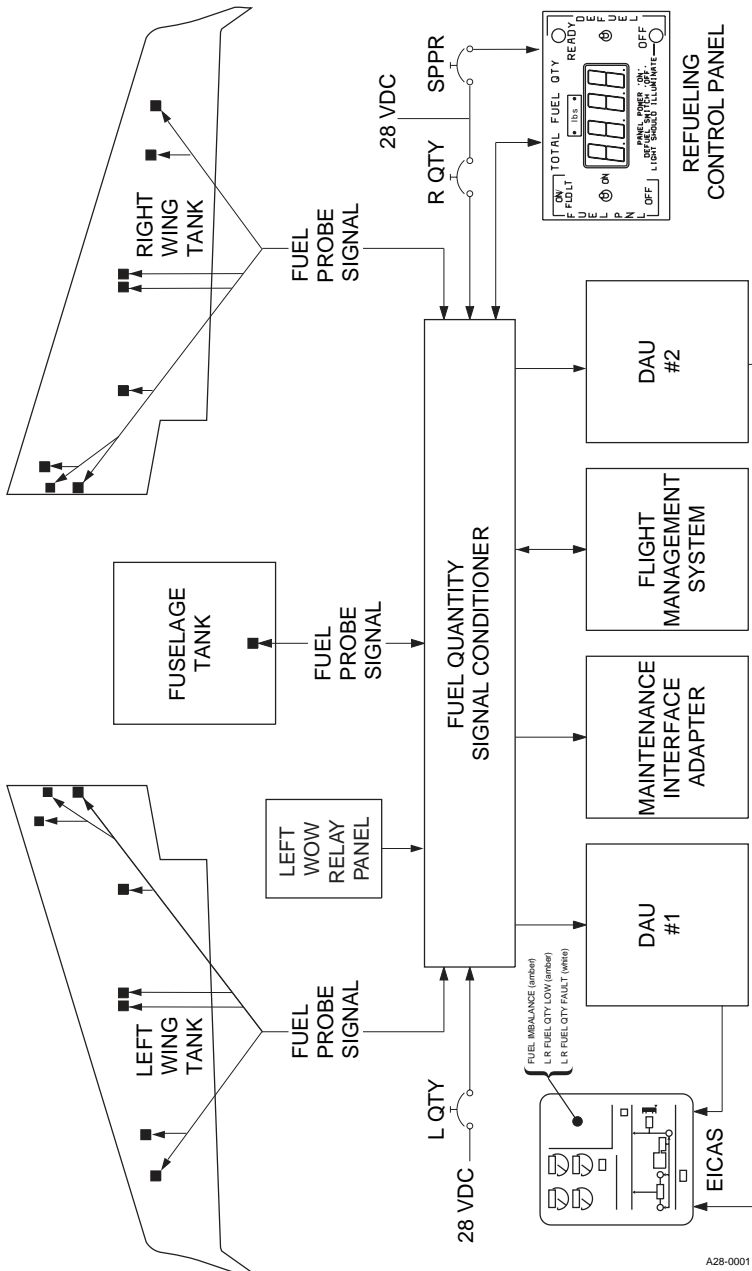 LEFT
WING
TANK
FUSELAGE
TANK
RIGHT
WING
TANK
FUEL
PROBE
SIGNAL
LEFT
WOW
RELAY
PANEL
FUEL
PROBE
SIGNAL
FUEL
PROBE
SIGNAL
28 VDC
L QTY
FUEL QUANTITY
SIGNAL CONDITIONER
28 VDC
R QTY
SPPR
FUEL IMBALANCE (amber)
L R FUEL QTY LOW (amber)
L R FUEL QTY FAULT (white)
EICAS
DAU
#1
MAINTENANCE
INTERFACE
ADAPTER
FLIGHT
MANAGEMENT
SYSTEM
DAU
#2
TOTAL FUEL QTY
lbs
ON/
FLDLT
FUEL PNL
ON
OFF
READY
DEFUEL
OFF
PANEL POWER 'ON'
DEFUEL SWITCH 'OFF'
LIGHT SHOULD ILLUMINATE
REFUELING
CONTROL PANEL
A28-0001